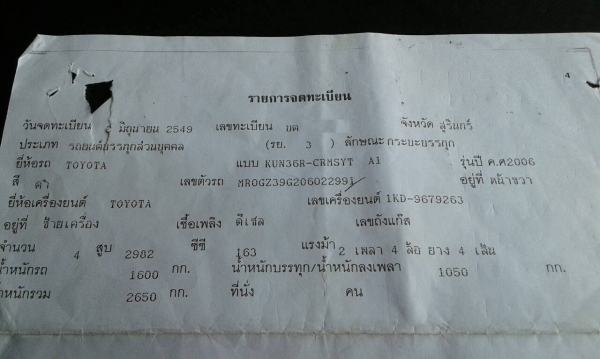 4
รายการจดทะเบียน
วันจดทะเบียน มิถุนายน 2549 เลขทะเบียน บต จังหวัด สุรินทร์
ประเภท รถยนต์บรรทุกส่วนบุคคล (รย. 3 ) ลักษณะ กระบะบรรทุก
ยี่ห้อรถ TOYOTA แบบ KUN36R-CRMSYT A1 รุ่นปี ค.ศ2006
สี ดำ เลขตัวรถ MR0GZ39G206022991 อยู่ที่ หน้าขวา
ยี่ห้อเครื่องยนต์ TOYOTA เลขเครื่องยนต์ 1KD-9679263
อยู่ที่ ซ้ายเครื่อง เชื้อเพลิง ดีเซล เลขถังแก๊ส
จำนวน 4 สูบ 2982 ซีซี 163 แรงม้า 2 เพลา 4 ล้อ ยาง 4 เส้น
น้ำหนักรถ 1600 กก. น้ำหนักบรรทุก/น้ำหนักลงเพลา 1050 กก.
น้ำหนักรวม 2650 กก. ที่นั่ง คน